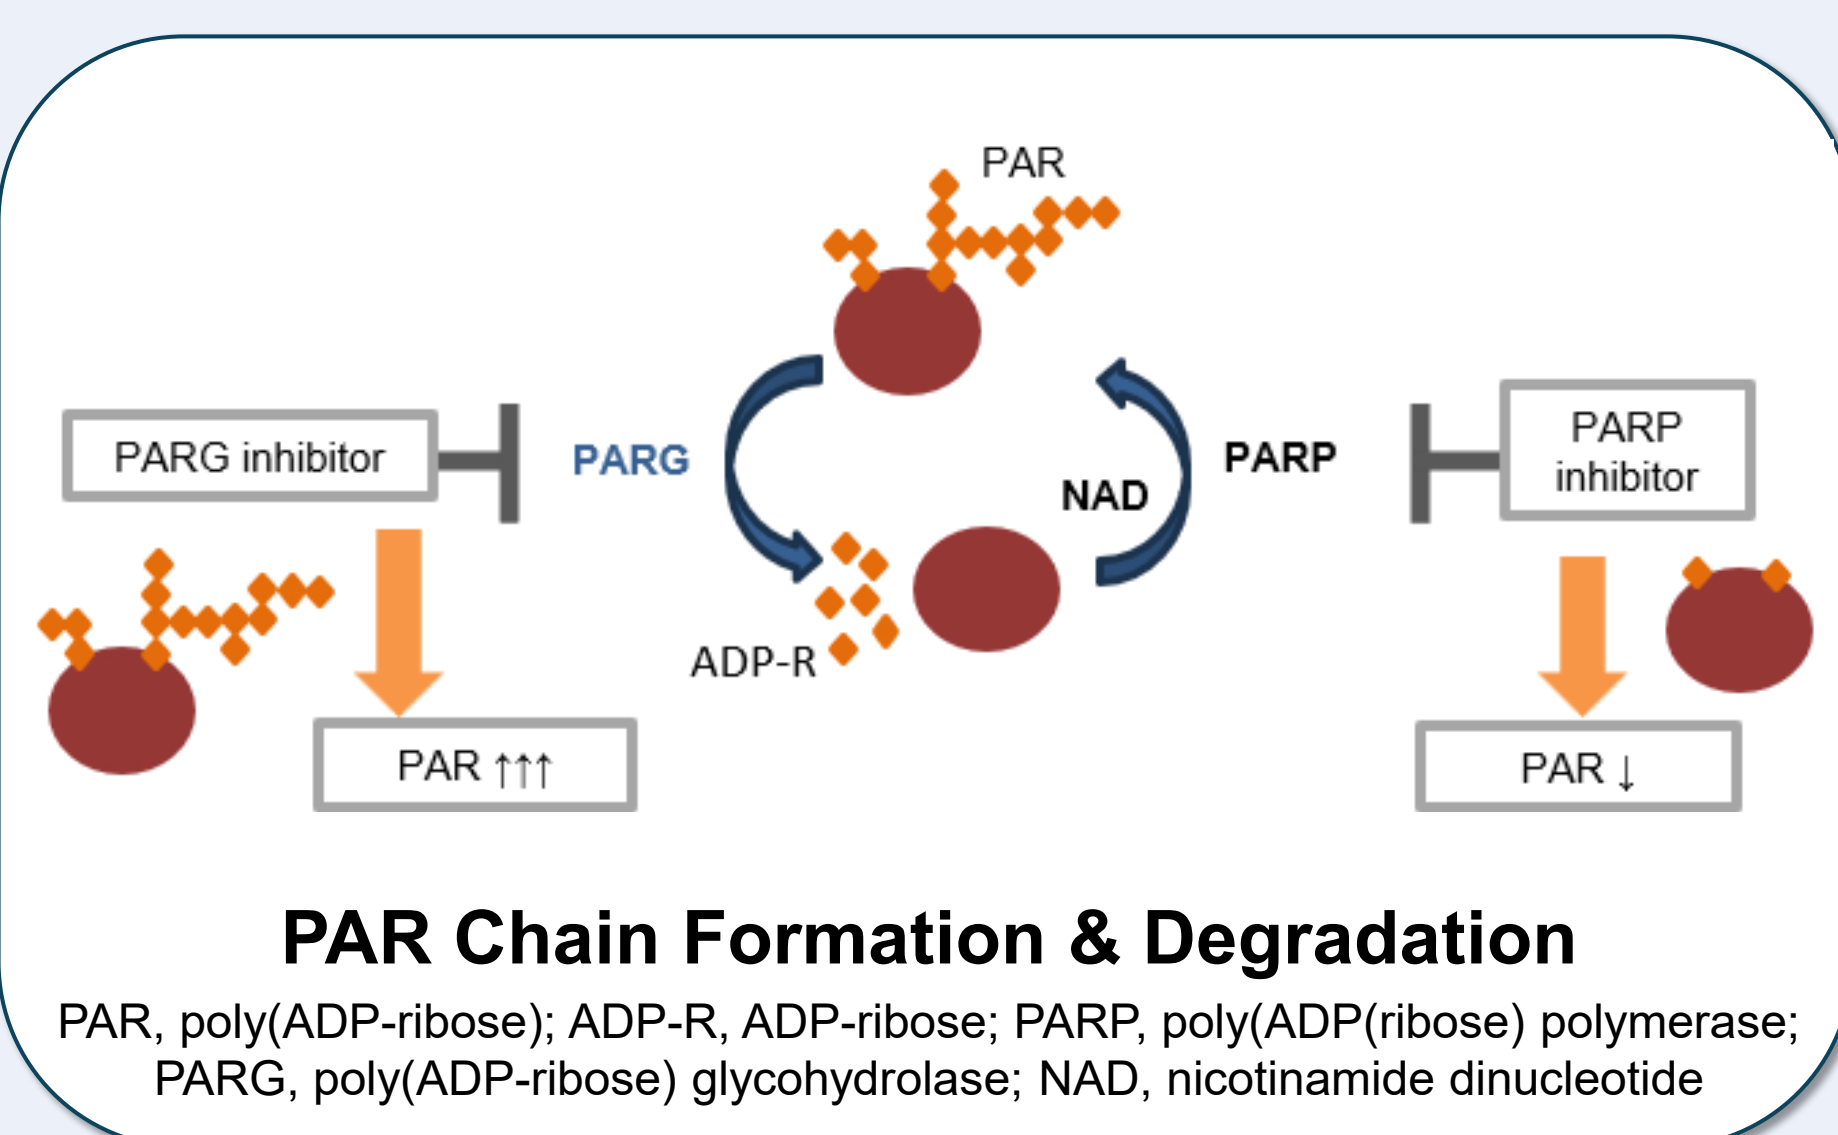 PAR
PARG inhibitor
PARG
NAD
PARP
PARP
inhibitor
ADP-R
PAR ↑↑↑
PAR ↓
PAR Chain Formation & Degradation
PAR, poly(ADP-ribose); ADP-R, ADP-ribose; PARP, poly(ADP(ribose) polymerase;
PARG, poly(ADP-ribose) glycohydrolase; NAD, nicotinamide dinucleotide